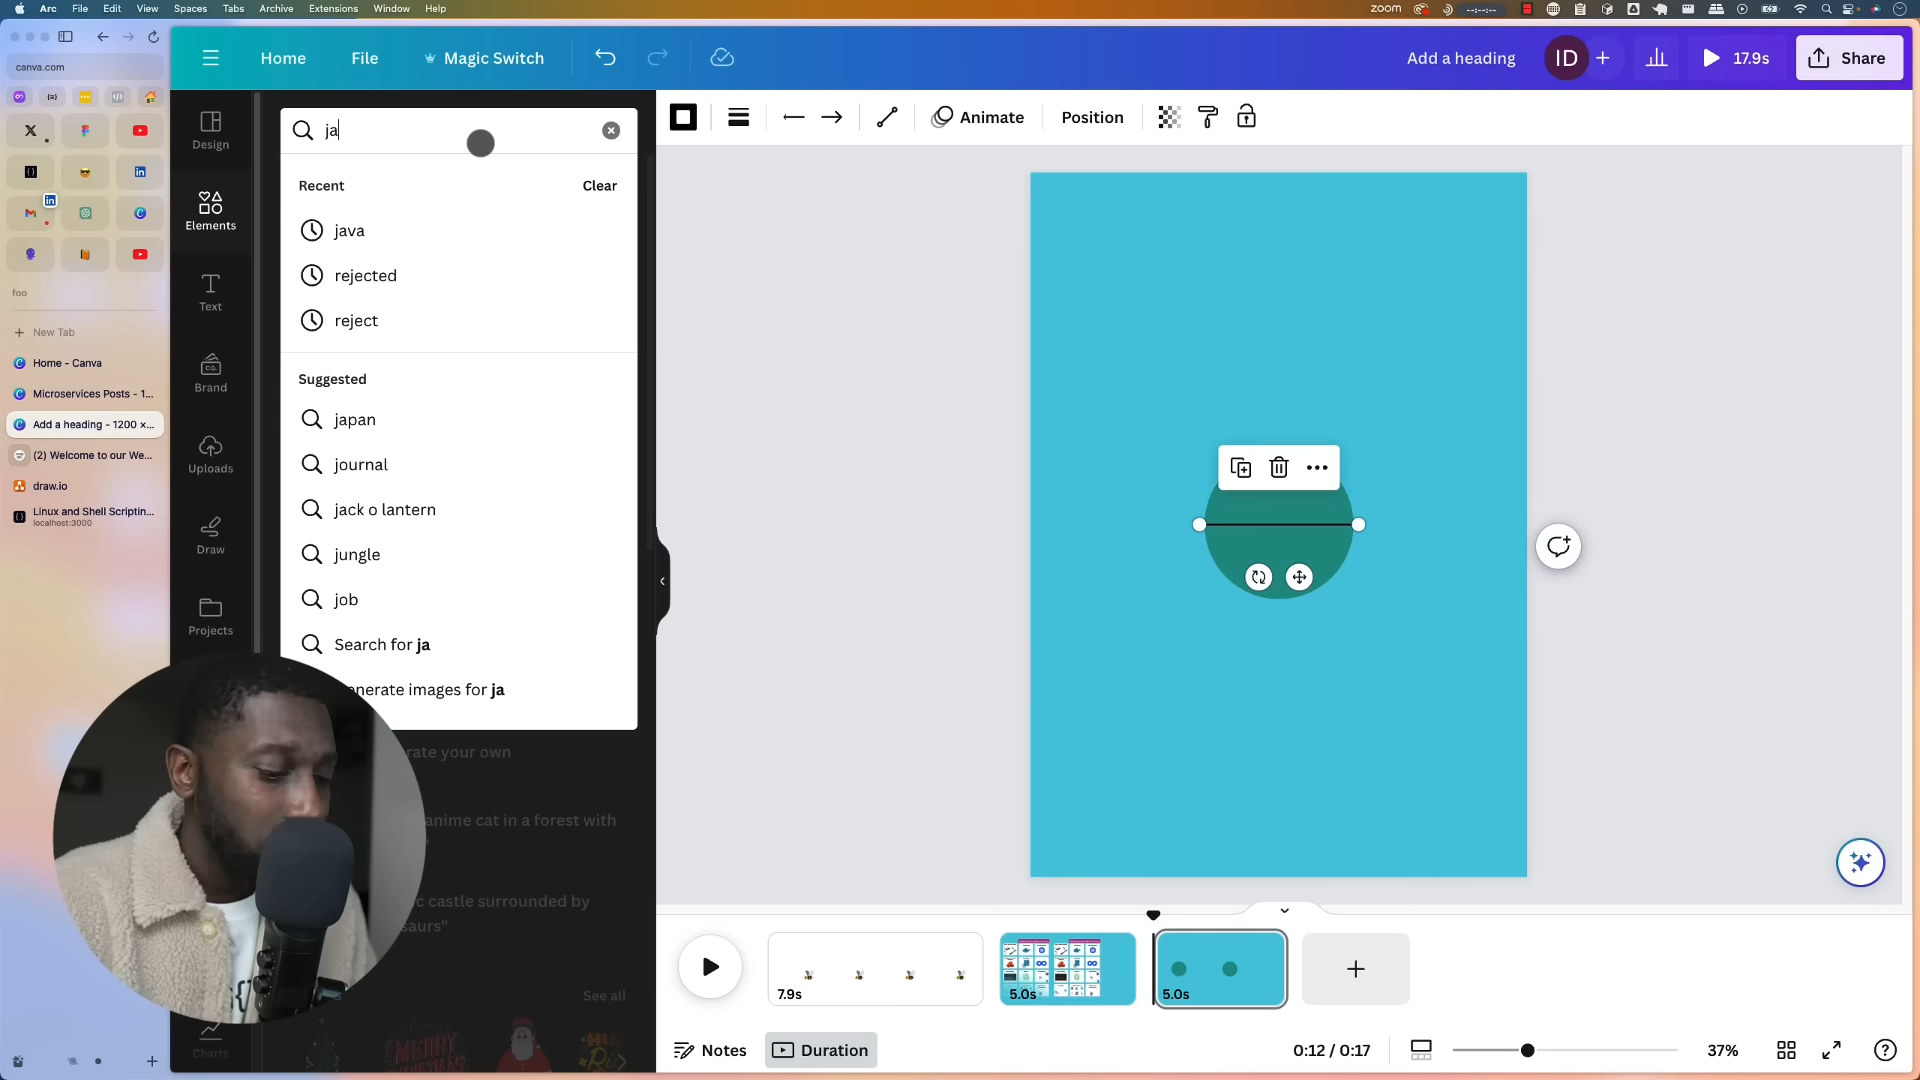 Arc File Edit View Spaces Tabs Archive Extensions Window Help
zoom --:--:--
canva.com
Home File Magic Switch
Add a heading ID + 17.9s Share
Design
Elements
Text
Brand
Uploads
Draw
Projects
Charts
foo
+ New Tab
Home - Canva
Microservices Posts - 1...
Add a heading - 1200 ×...
(2) Welcome to our We...
draw.io
Linux and Shell Scriptin...
localhost:3000
ja
Recent Clear
java
rejected
reject
Suggested
japan
journal
jack o lantern
jungle
job
Search for ja
enerate images for ja
rate your own
anime cat in a forest with
"
c castle surrounded by
saurs"
See all
MERRY
Animate Position
7.9s
5.0s
5.0s
Notes Duration
0:12 / 0:17 37%